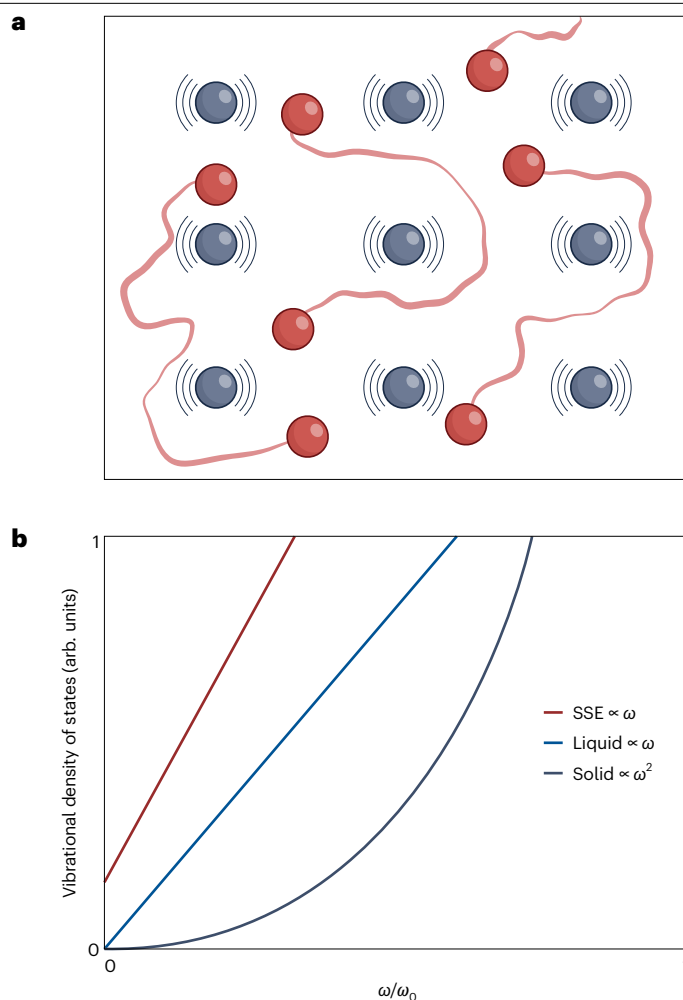 a
b
1
Vibrational density of states (arb. units)
SSE ∝ ω
Liquid ∝ ω
Solid ∝ ω²
0
0
ω/ω₀